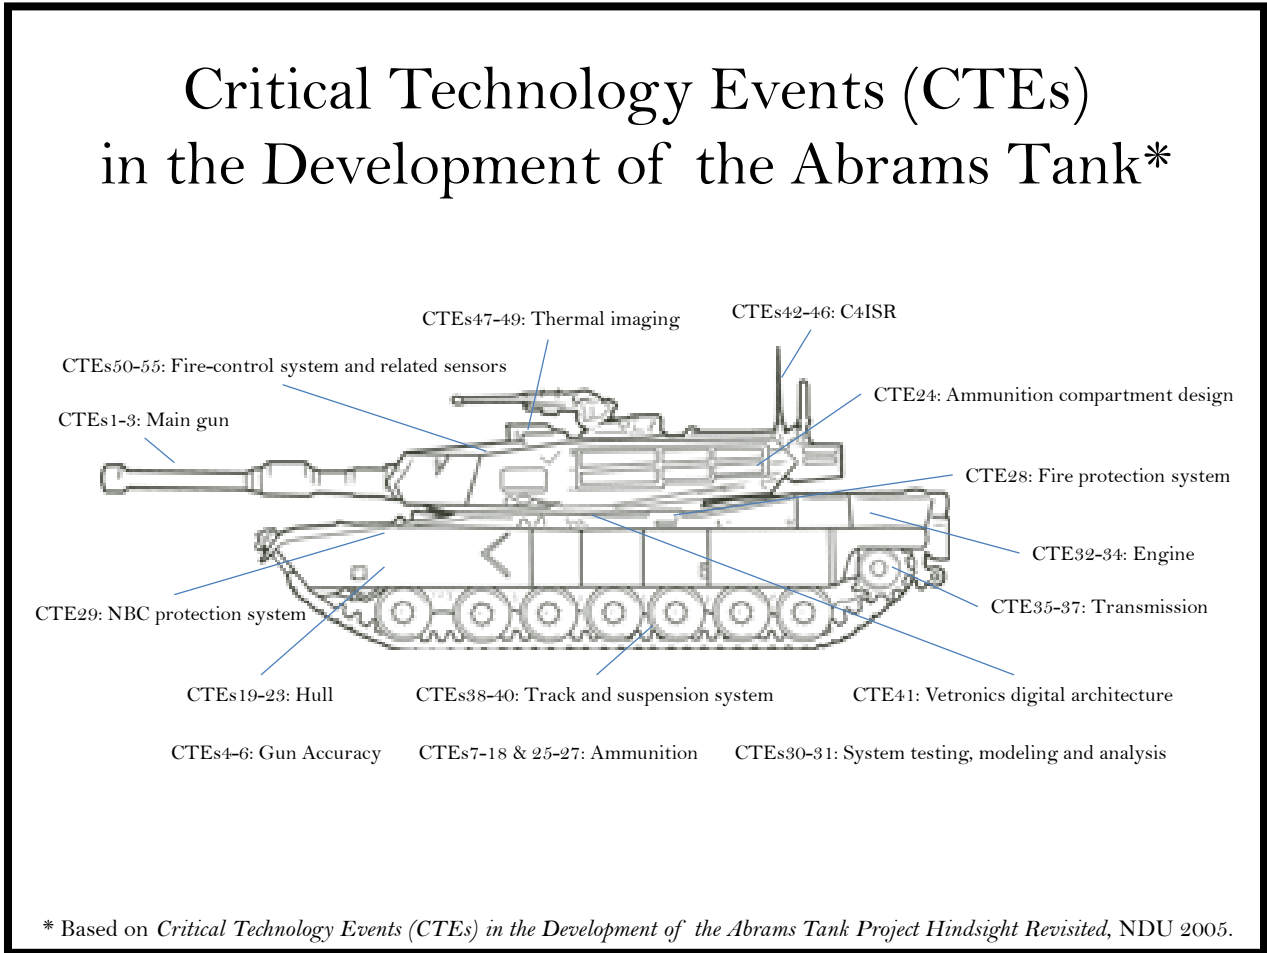 Critical Technology Events (CTEs)
in the Development of the Abrams Tank*
CTEs47-49: Thermal imaging
CTEs42-46: C4ISR
CTEs50-55: Fire-control system and related sensors
CTE24: Ammunition compartment design
CTEs1-3: Main gun
CTE28: Fire protection system
CTE32-34: Engine
CTE29: NBC protection system
CTE35-37: Transmission
CTEs19-23: Hull
CTEs38-40: Track and suspension system
CTE41: Vetronics digital architecture
CTEs4-6: Gun Accuracy
CTEs7-18 & 25-27: Ammunition
CTEs30-31: System testing, modeling and analysis
* Based on Critical Technology Events (CTEs) in the Development of the Abrams Tank Project Hindsight Revisited, NDU 2005.